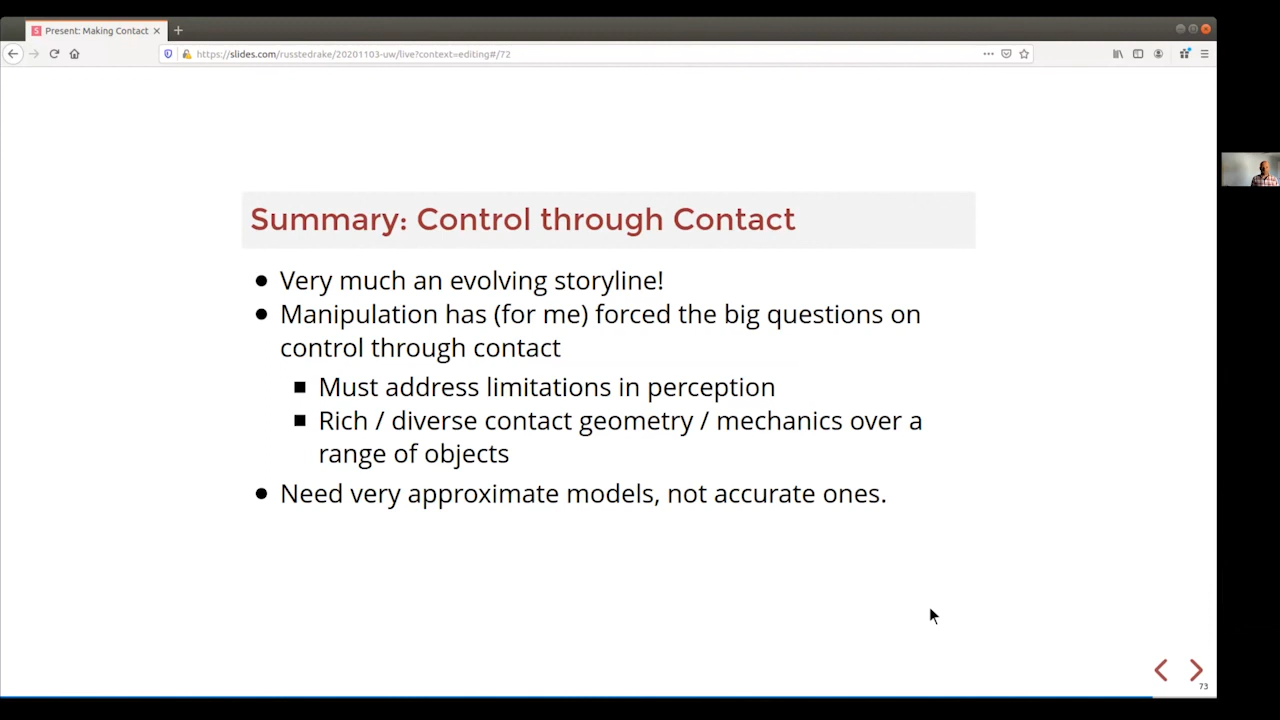 Present: Making Contact
https://slides.com/russtedrake/20201103-uw/live?context=editing#/72
Summary: Control through Contact
Very much an evolving storyline!
Manipulation has (for me) forced the big questions on
control through contact
Must address limitations in perception
Rich / diverse contact geometry / mechanics over a
range of objects
Need very approximate models, not accurate ones.
73